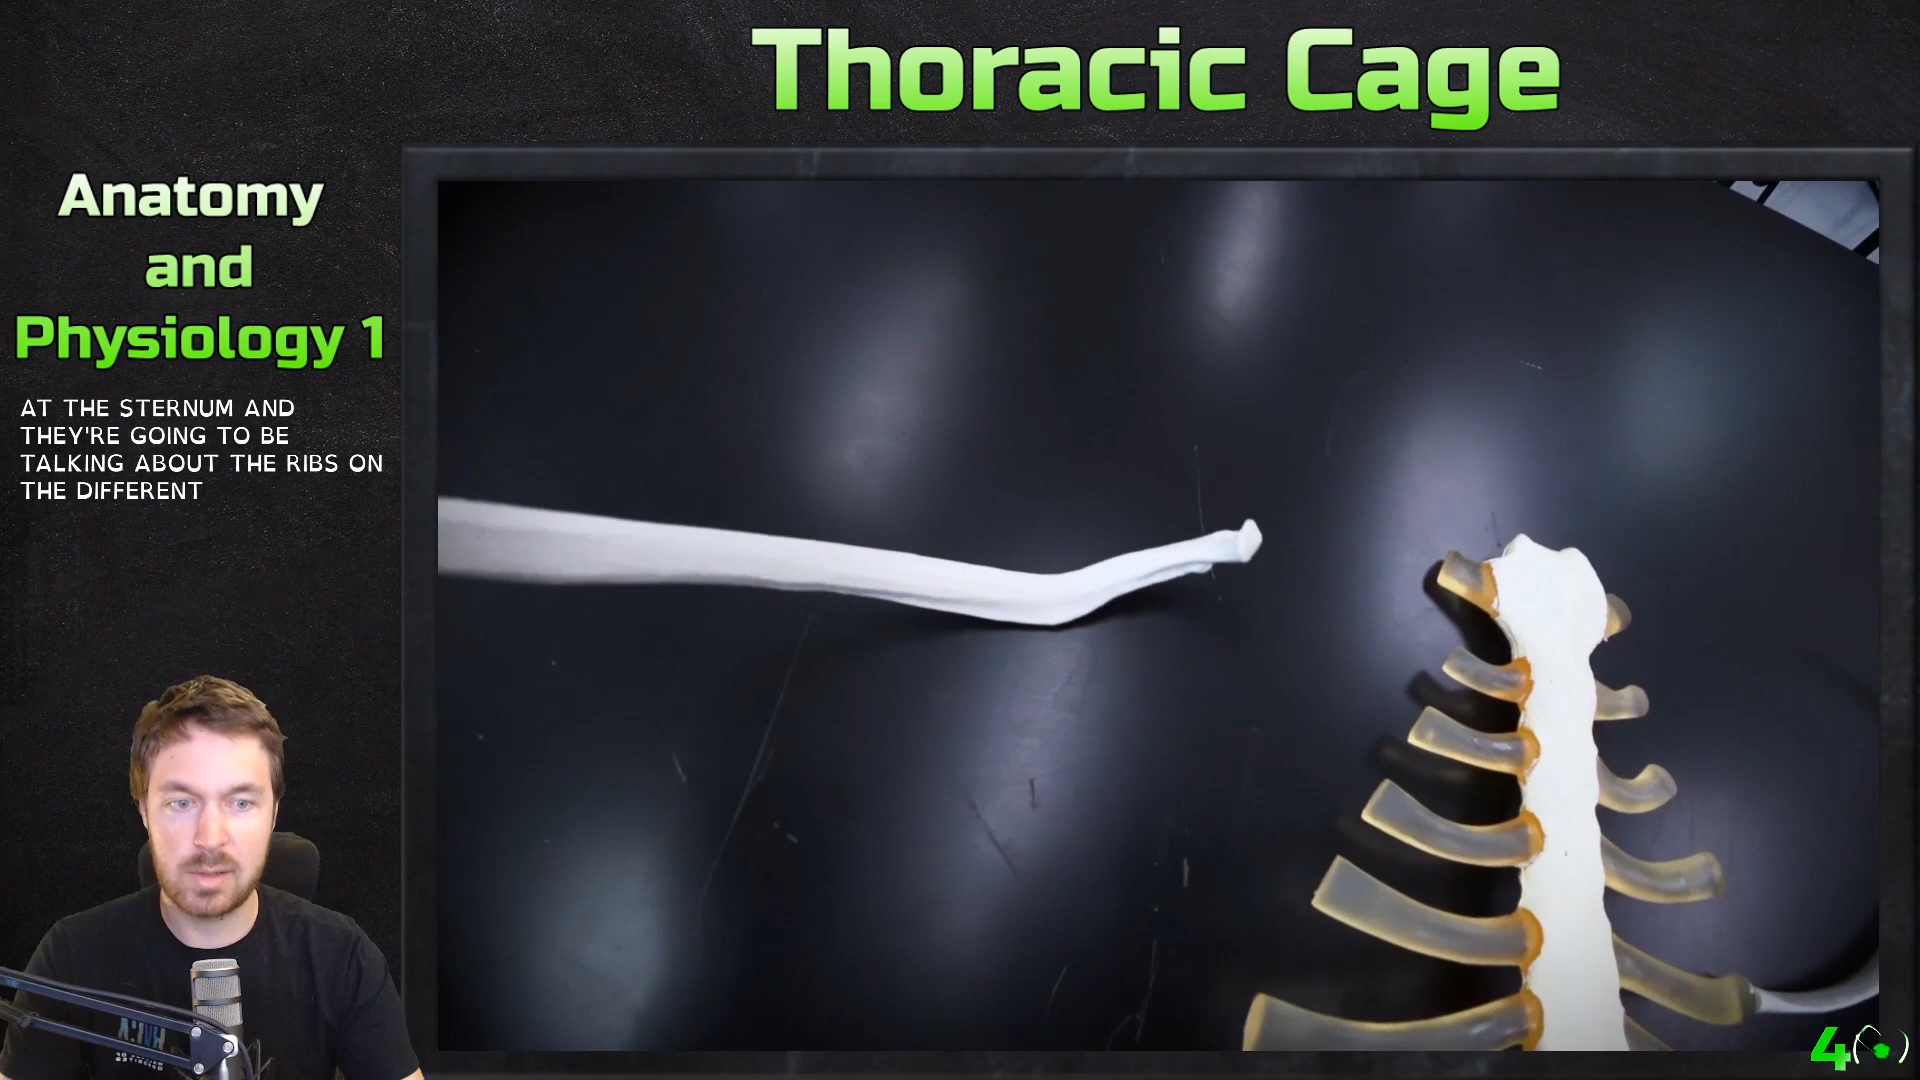 Thoracic Cage
Anatomy
and
Physiology 1
AT THE STERNUM AND
THEY'RE GOING TO BE
TALKING ABOUT THE RIBS ON
THE DIFFERENT
4